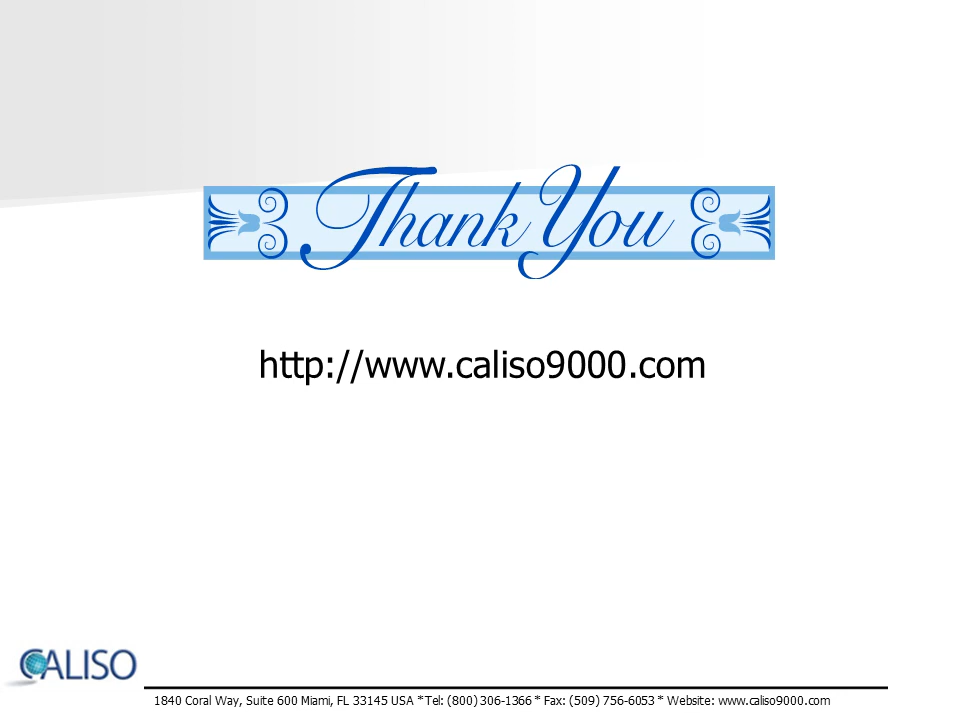 Thank You
http://www.caliso9000.com
CALISO
1840 Coral Way, Suite 600 Miami, FL 33145 USA * Tel: (800) 306-1366 * Fax: (509) 756-6053 * Website: www.caliso9000.com